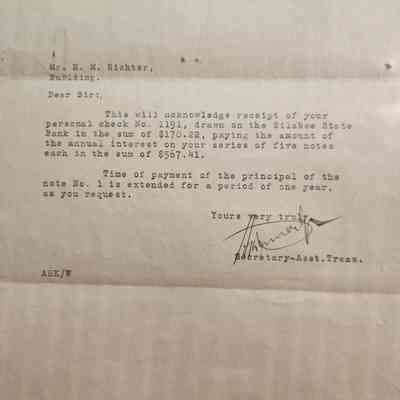 Mr. H. M. Richter,
Building.
Dear Sir:
This will acknowledge receipt of your
personal check No. 1191, drawn on the Zilskee State
Bank in the sum of $170.22, paying the amount of
the annual interest on your series of five notes
each in the sum of $567.41.
Time of payment of the principal of the
note No. 1 is extended for a period of one year,
as you request.
Yours very truly,
Secretary-Asst.Treas.
AEK/W